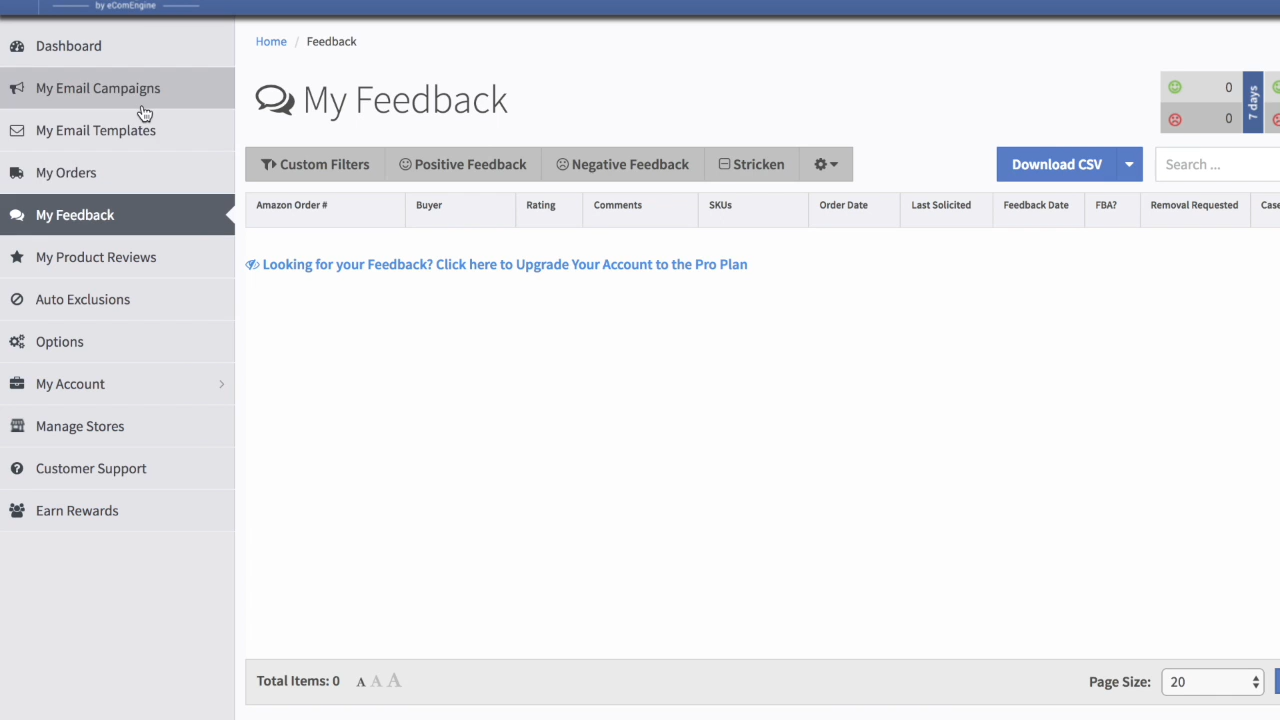 by eComEngine
Dashboard
My Email Campaigns
My Email Templates
My Orders
My Feedback
My Product Reviews
Auto Exclusions
Options
My Account
Manage Stores
Customer Support
Earn Rewards
Home / Feedback
My Feedback
0
0
7 days
Custom Filters Positive Feedback Negative Feedback Stricken
Download CSV
Search ...
Amazon Order # Buyer Rating Comments SKUs Order Date Last Solicited Feedback Date FBA? Removal Requested Case
Looking for your Feedback? Click here to Upgrade Your Account to the Pro Plan
Total Items: 0 A A A
Page Size: 20